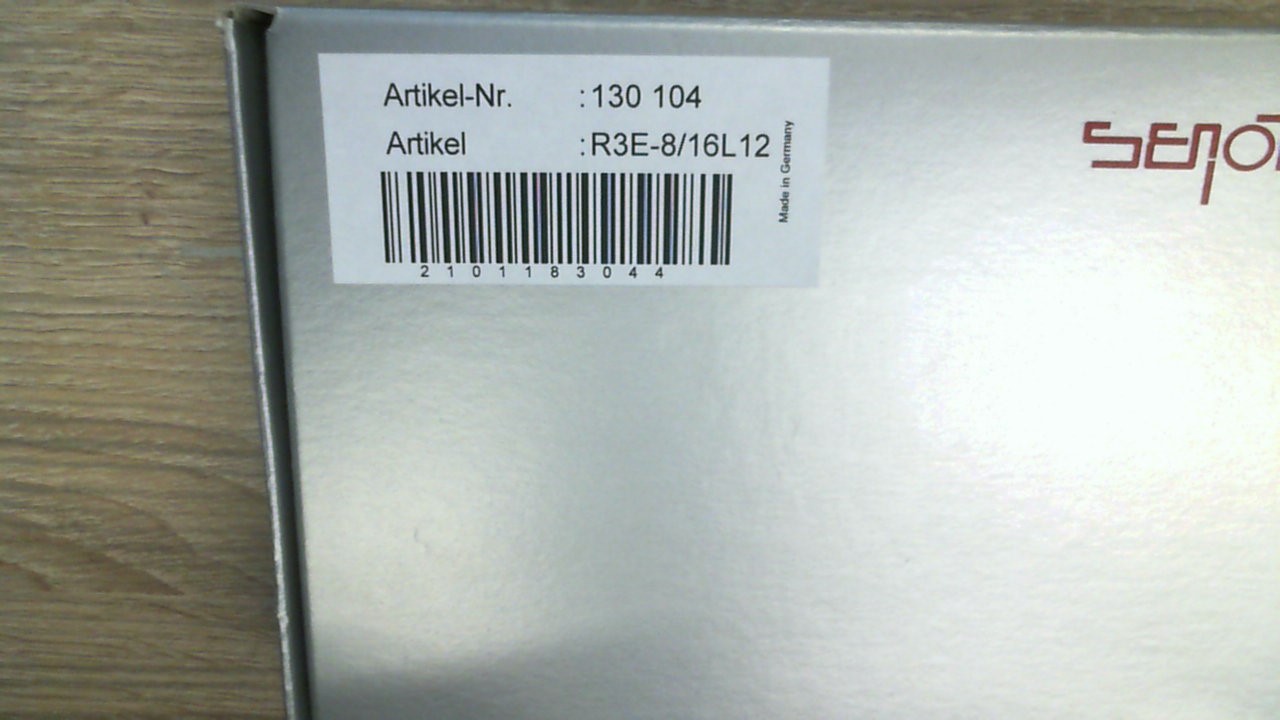 Artikel-Nr. : 130 104
Artikel : R3E-8/16L12
Made in Germany
2101183044